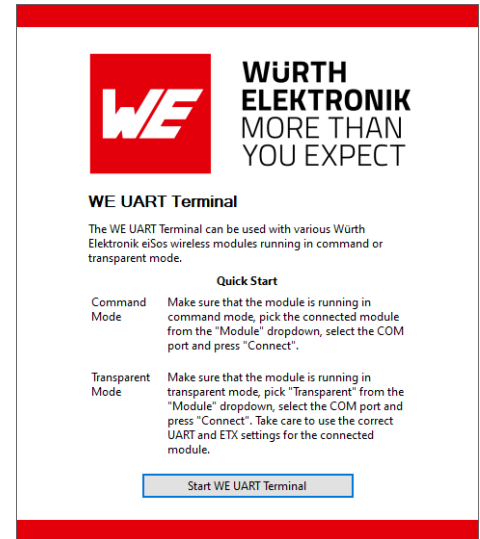 WE
WÜRTH
ELEKTRONIK
MORE THAN
YOU EXPECT
WE UART Terminal
The WE UART Terminal can be used with various Würth
Elektronik eiSos wireless modules running in command or
transparent mode.
Quick Start
Command
Mode
Make sure that the module is running in
command mode, pick the connected module
from the "Module" dropdown, select the COM
port and press "Connect".
Transparent
Mode
Make sure that the module is running in
transparent mode, pick "Transparent" from the
"Module" dropdown, select the COM port and
press "Connect". Take care to use the correct
UART and ETX settings for the connected
module.
Start WE UART Terminal